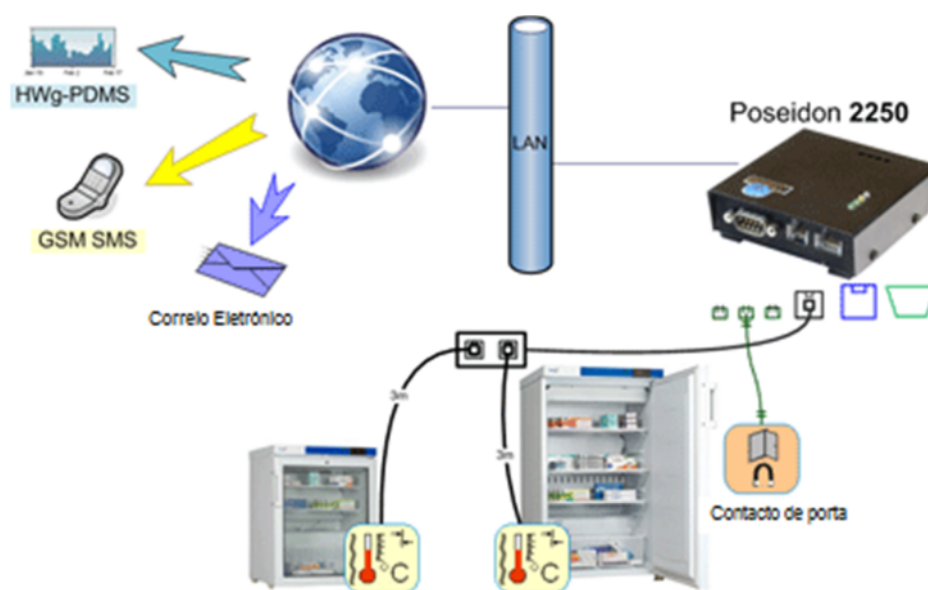 HWg-PDMS
GSM SMS
Correio Eletrónico
LAN
Poseidon 2250
3m
3m
C
C
Contacto de porta